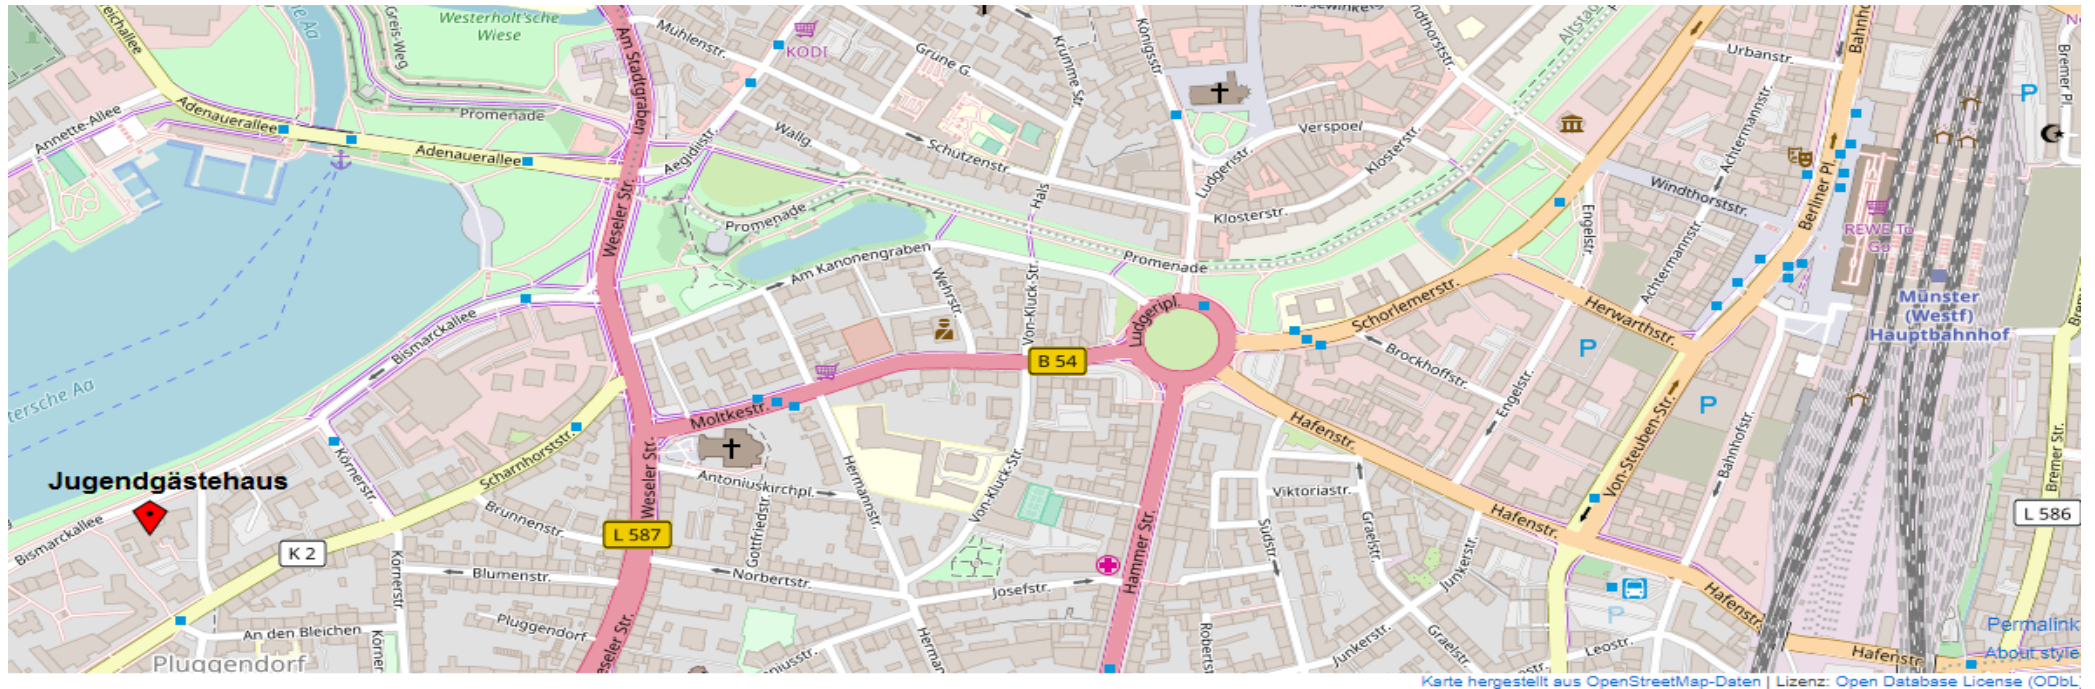 Westerholt'sche
Wiese
Greis-Weg
Am Stadtgraben
Mühlenstr.
KODI
Grüne G.
Krumme Str.
Königsstr.
Urbanstr.
Bremer Pl.
Adenauerallee
Annette-Allee
Promenade
Adenauerallee
Aegidiistr.
Wallg.
Schützenstr.
Verspoel
Klosterstr.
Ludgeristr.
Achtermannstr.
Windthorststr.
Berliner Pl.
P
Weseler Str.
Promenade
Klosterstr.
Engelstr.
REWE To
Go
Am Kanonengraben
Promenade
Wehrstr.
Von-Kluck-Str.
Ludgeripl.
Schorlemerstr.
Herwarthstr.
Achtermannstr.
Münster
(Westf)
Hauptbahnhof
Bismarckallee
B 54
Brockhoffstr.
P
Engelstr.
P
Moltkestr.
Hafenstr.
Von-Steuben-Str.
Bahnhofstr.
Bremer Str.
Jugendgästehaus
Körnerstr.
Scharnhorststr.
Weseler Str.
Antoniuskirchpl.
Hermannstr.
Von-Kluck-Str.
Viktoriastr.
Hafenstr.
L 586
Bismarckallee
Brunnenstr.
L 587
Gottfriedstr.
Hammer Str.
Südstr.
Graelstr.
Junkerstr.
K 2
Körnerstr.
Blumenstr.
Norbertstr.
Josefstr.
P
Hafenstr.
An den Bleichen
Pluggendorf
Pluggendorf
Junkerstr.
Graelstr.
Leostr.
Hafenstr.
Permalink
About style
Karte hergestellt aus OpenStreetMap-Daten | Lizenz: Open Database License (ODbL)